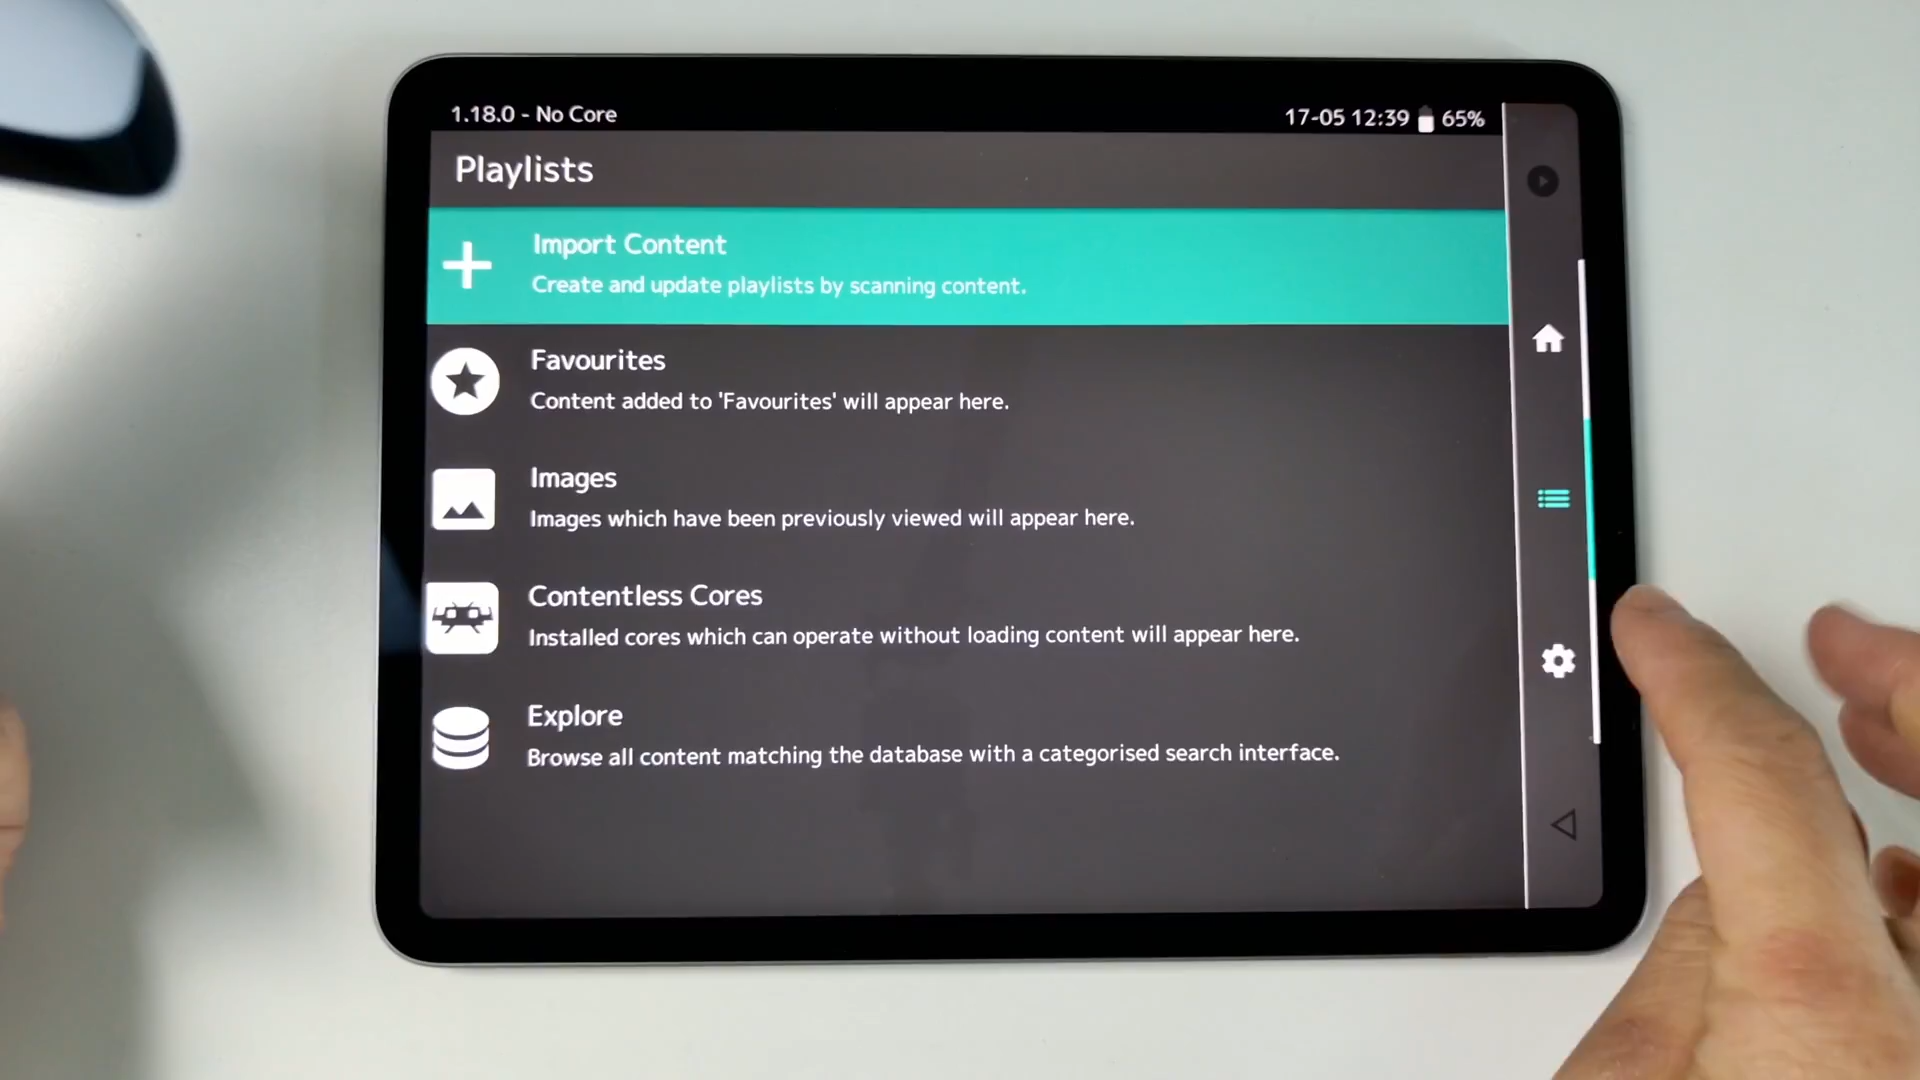 1.18.0 - No Core
17-05 12:39 65%
Playlists
Import Content
Create and update playlists by scanning content.
Favourites
Content added to 'Favourites' will appear here.
Images
Images which have been previously viewed will appear here.
Contentless Cores
Installed cores which can operate without loading content will appear here.
Explore
Browse all content matching the database with a categorised search interface.